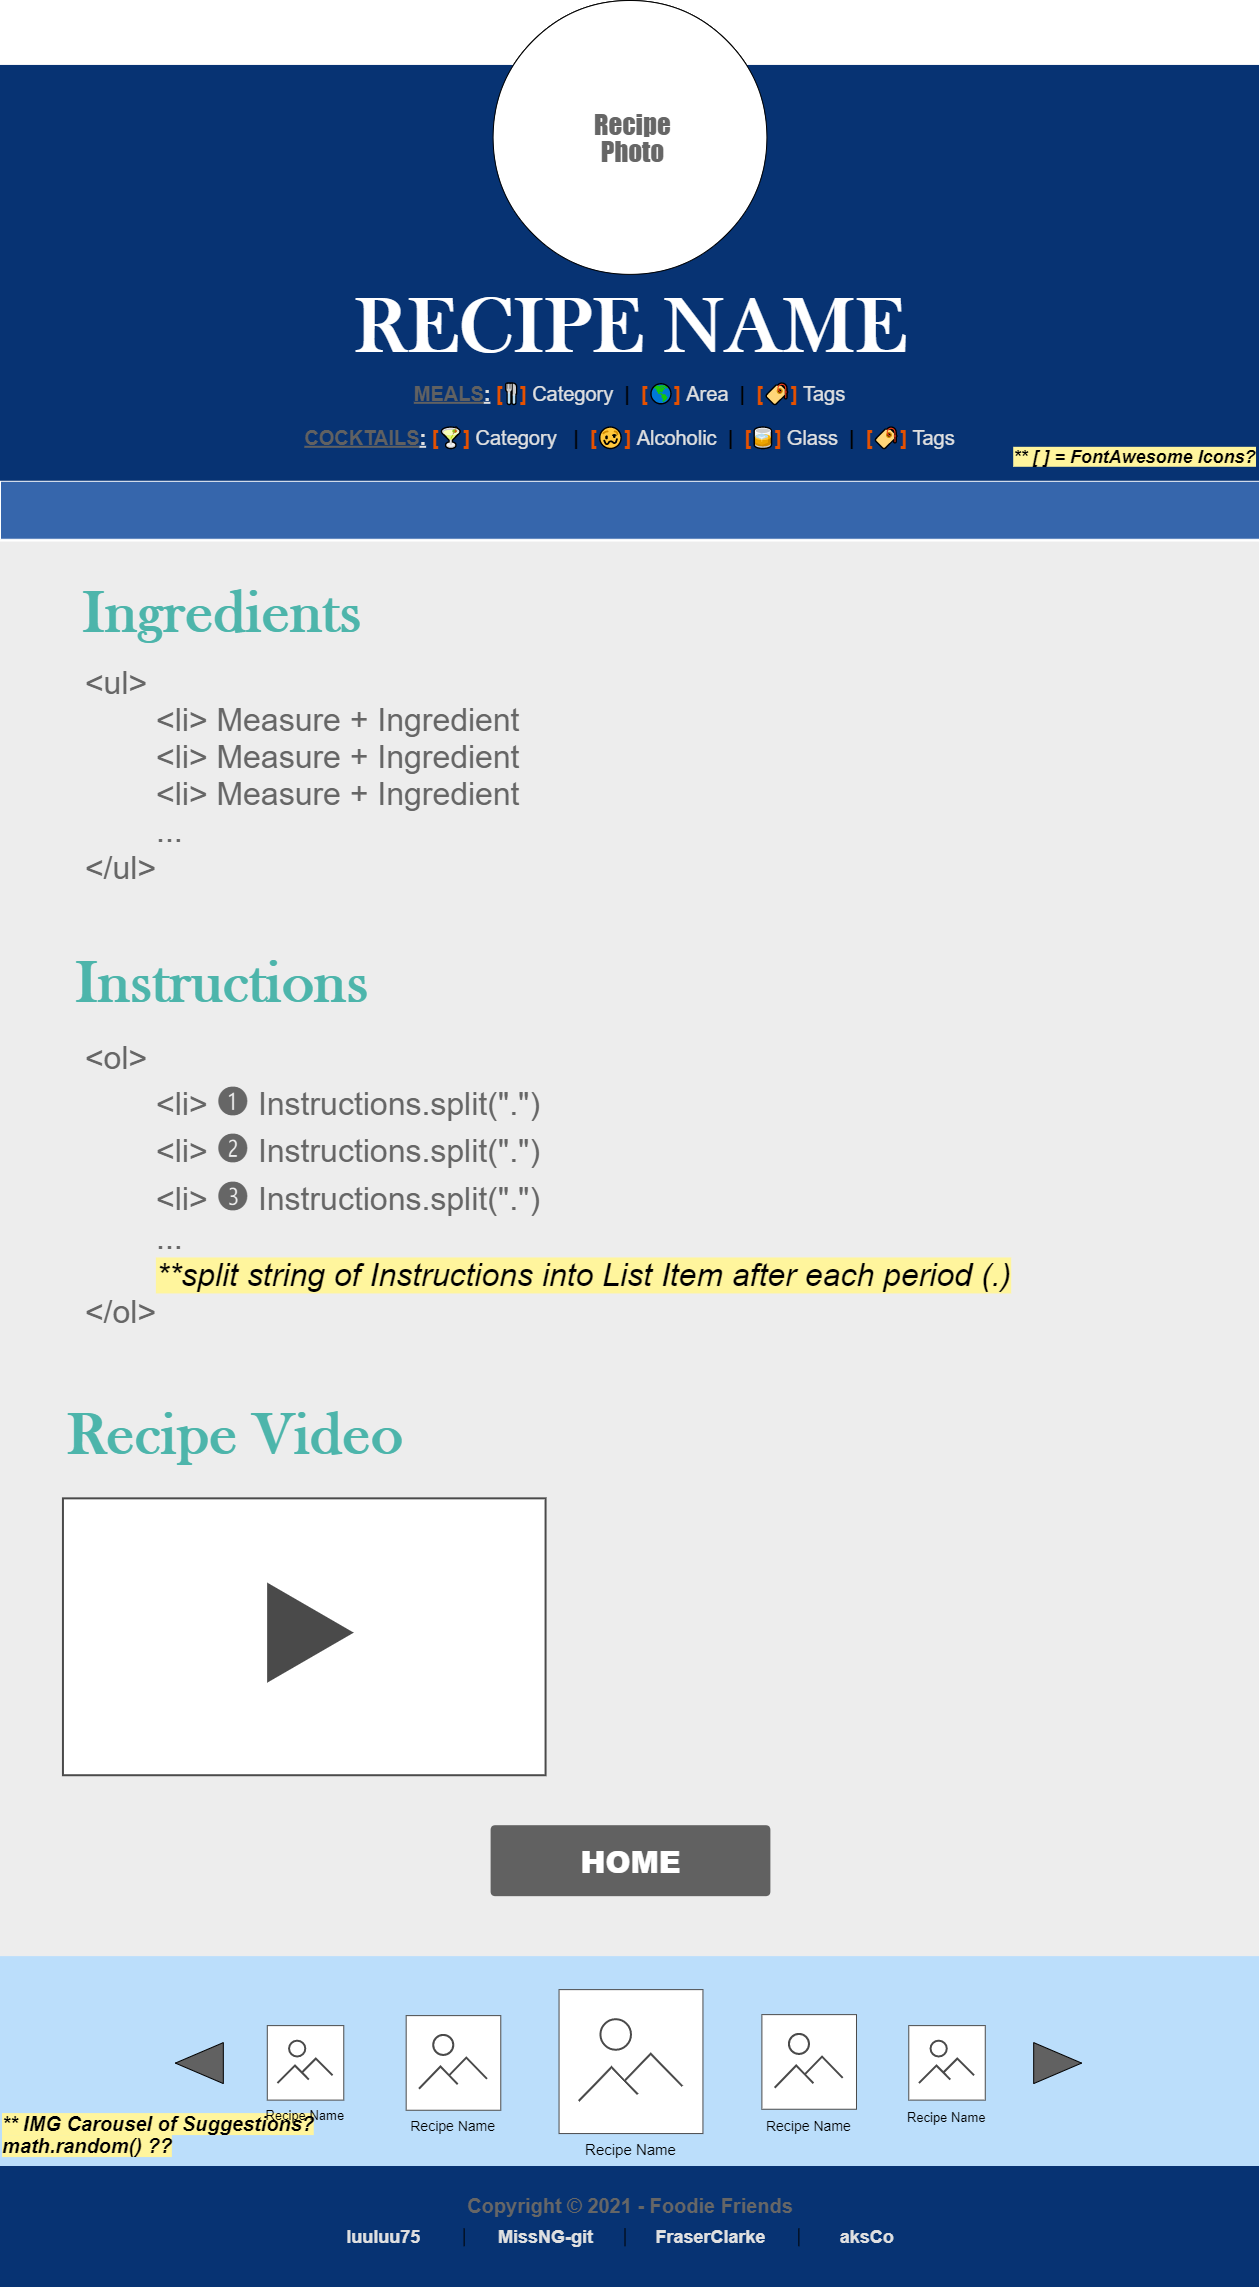 Recipe
Photo
RECIPE NAME
MEALS: [🍴] Category | [🌎] Area | [🏷️] Tags
COCKTAILS: [🍸] Category | [🥴] Alcoholic | [🥃] Glass | [🏷️] Tags
** [ ] = FontAwesome Icons?
Ingredients
<ul>
<li> Measure + Ingredient
<li> Measure + Ingredient
<li> Measure + Ingredient
...
</ul>
Instructions
<ol>
<li> ❶ Instructions.split(".")
<li> ❷ Instructions.split(".")
<li> ❸ Instructions.split(".")
...
**split string of Instructions into List Item after each period (.)
</ol>
Recipe Video
HOME
Recipe Name
Recipe Name
Recipe Name
Recipe Name
Recipe Name
** IMG Carousel of Suggestions?
math.random() ??
Copyright © 2021 - Foodie Friends
luuluu75 | MissNG-git | FraserClarke | aksCo